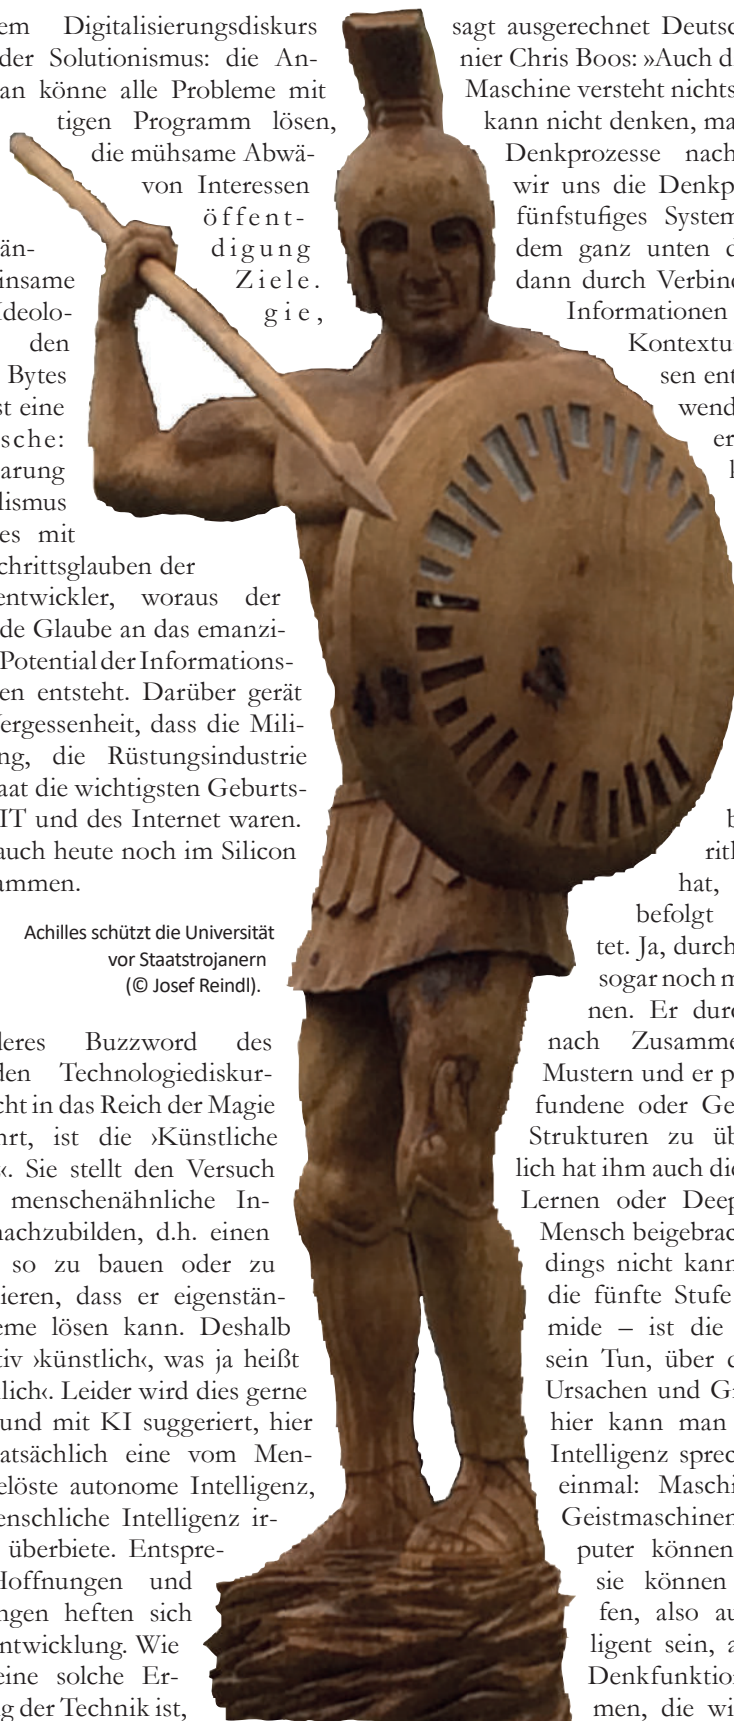 em Digitalisierungsdiskurs
der Solutionismus: die An-
an könne alle Probleme mit
tigen Programm lösen,
die mühsame Abwä-
von Interessen
öffent-
än- digung
insame Ziele.
Ideolo- gie,
den
Bytes
st eine
sche:
arung
lismus
es mit
chrittsglauben der
entwickler, woraus der
de Glaube an das emanzi-
Potential der Informations-
en entsteht. Darüber gerät
Vergessenheit, dass die Mili-
ng, die Rüstungsindustrie
aat die wichtigsten Geburts-
IT und des Internet waren.
auch heute noch im Silicon
ammen.
Achilles schützt die Universität
vor Staatstrojanern
(© Josef Reindl).
leres Buzzword des
den Technologiediskur-
cht in das Reich der Magie
hrt, ist die ›Künstliche
z‹. Sie stellt den Versuch
menschenähnliche In-
nachzubilden, d.h. einen
so zu bauen oder zu
ieren, dass er eigenstän-
eme lösen kann. Deshalb
tiv ›künstlich‹, was ja heißt
lich‹. Leider wird dies gerne
und mit KI suggeriert, hier
atsächlich eine vom Men-
elöste autonome Intelligenz,
enschliche Intelligenz ir-
überbiete. Entspre-
Hoffnungen und
ngen heften sich
entwicklung. Wie
eine solche Er-
g der Technik ist,
sagt ausgerechnet Deutsc
nier Chris Boos: »Auch d
Maschine versteht nichts
kann nicht denken, ma
Denkprozesse nach
wir uns die Denkp
fünfstufiges System
dem ganz unten d
dann durch Verbind
Informationen
Kontextu
sen ent
wend
er
k
b
rith
hat,
befolgt
tet. Ja, durch
sogar noch m
nen. Er durc
nach Zusamme
Mustern und er p
fundene oder Ge
Strukturen zu üb
lich hat ihm auch die
Lernen oder Deep
Mensch beigebrac
dings nicht kann
die fünfte Stufe
mide – ist die
sein Tun, über d
Ursachen und Gr
hier kann man
Intelligenz sprec
einmal: Maschi
Geistmaschinen
puter können
sie können
fen, also au
ligent sein, a
Denkfunktion
men, die wi